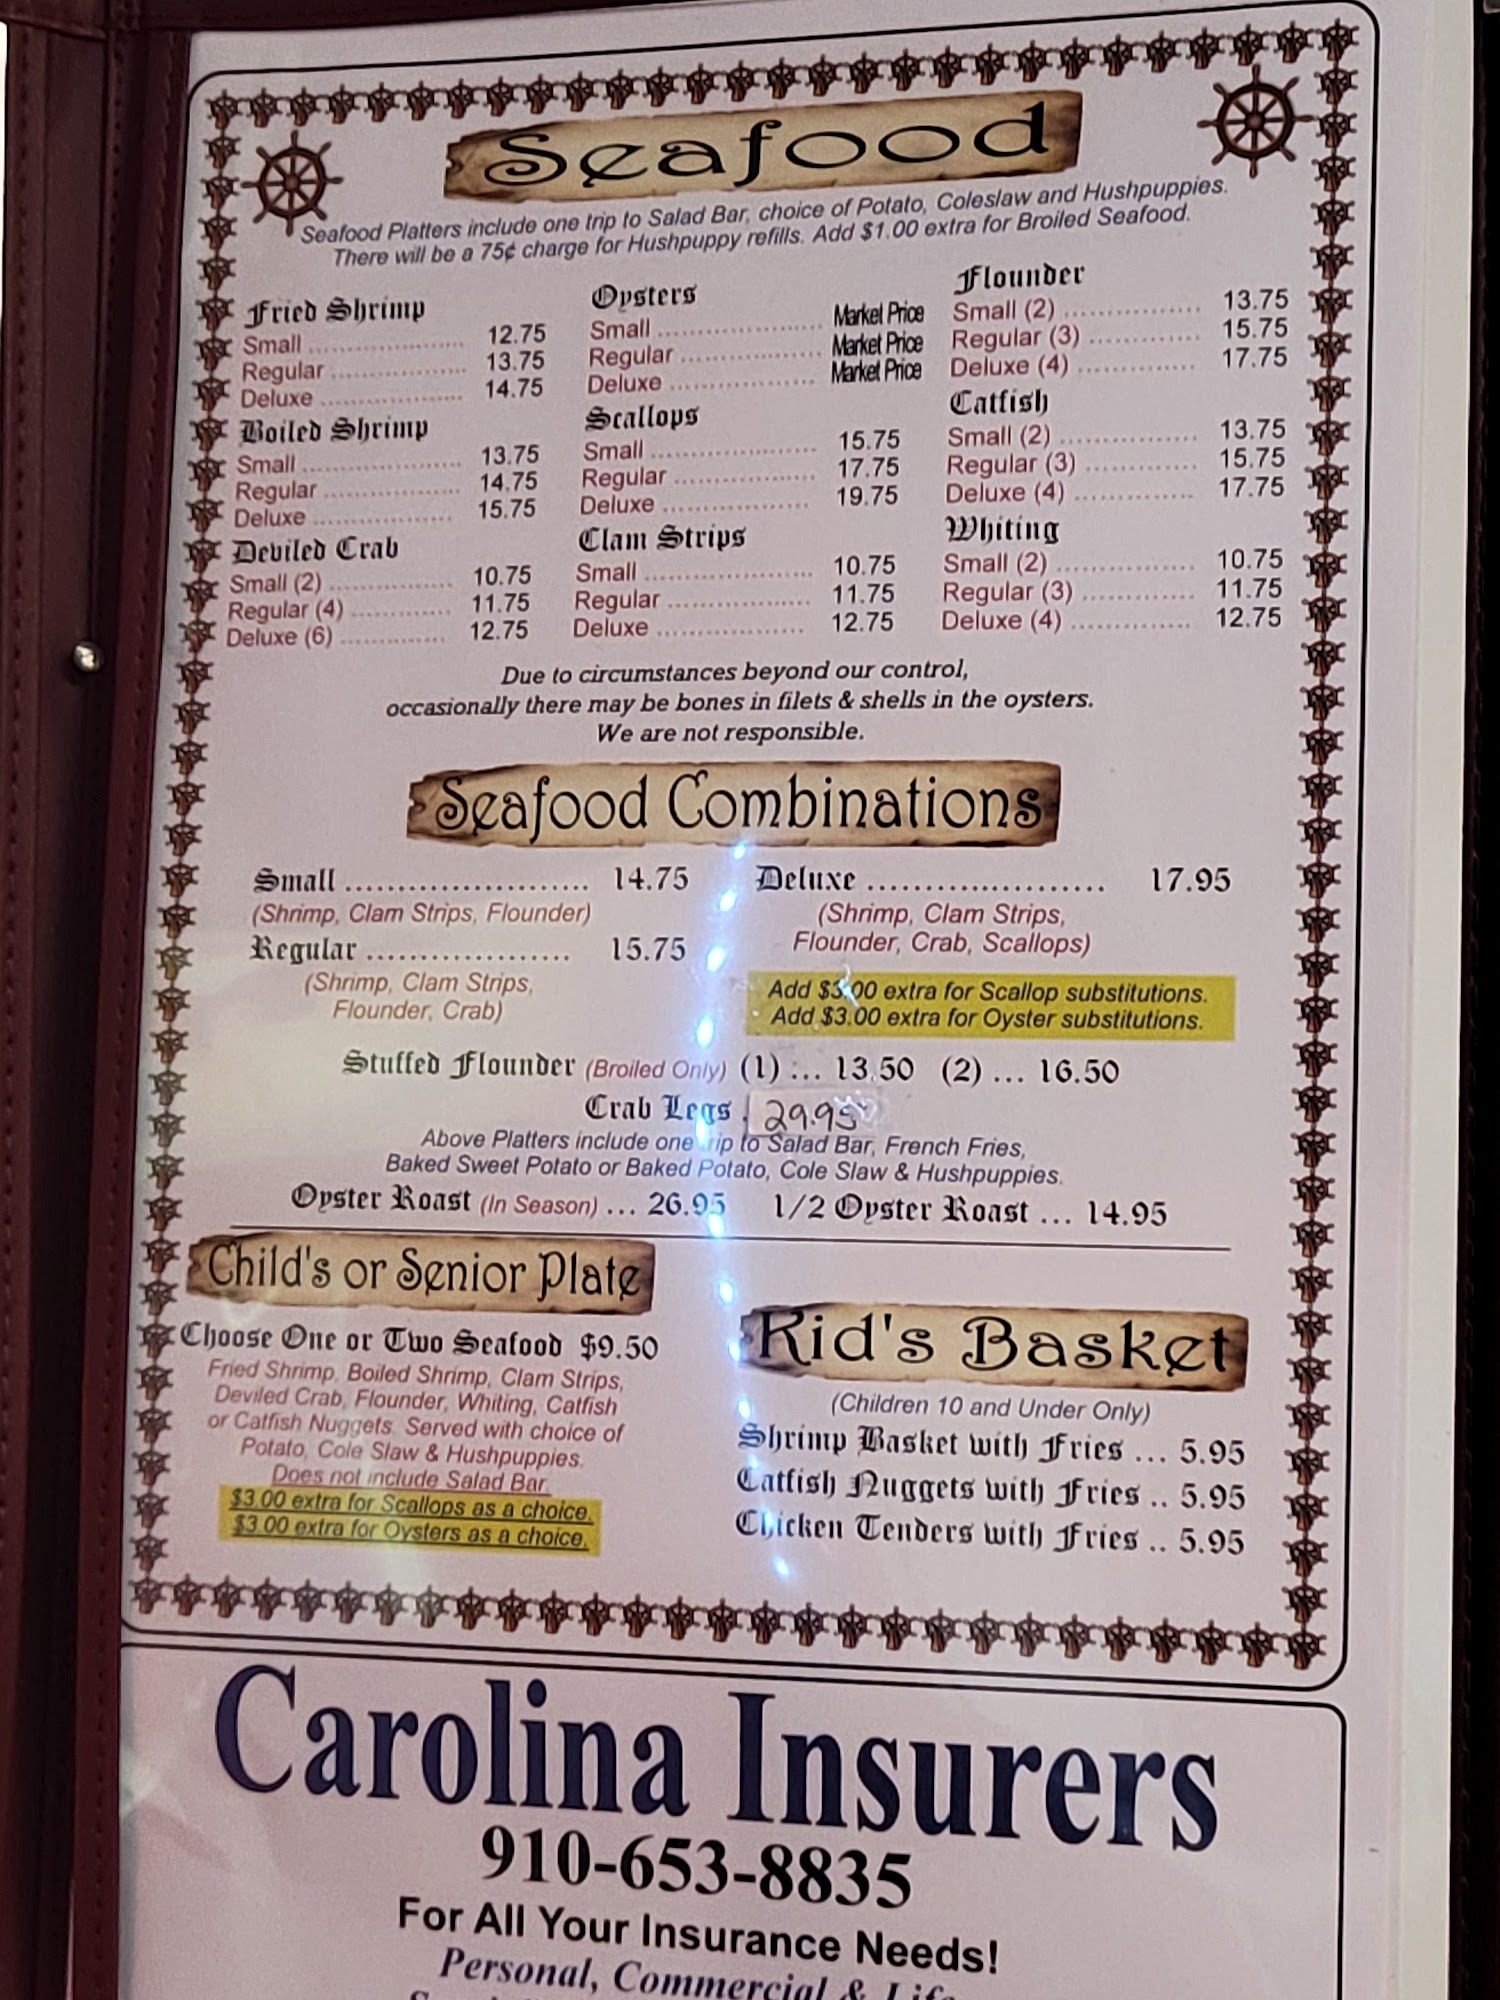 Seafood
Seafood Platters include one trip to Salad Bar, choice of Potato, Coleslaw and Hushpuppies.
There will be a 75¢ charge for Hushpuppy refills. Add $1.00 extra for Broiled Seafood.
Fried Shrimp
Small ........................ 12.75
Regular ..................... 13.75
Deluxe ...................... 14.75
Boiled Shrimp
Small ........................ 13.75
Regular ..................... 14.75
Deluxe ...................... 15.75
Deviled Crab
Small (2) ................... 10.75
Regular (4) ............... 11.75
Deluxe (6) ................ 12.75
Oysters
Small ......................... Market Price
Regular ...................... Market Price
Deluxe ....................... Market Price
Scallops
Small ......................... 15.75
Regular ...................... 17.75
Deluxe ....................... 19.75
Clam Strips
Small ......................... 10.75
Regular ...................... 11.75
Deluxe ....................... 12.75
Flounder
Small (2) .................... 13.75
Regular (3) ................ 15.75
Deluxe (4) ................. 17.75
Catfish
Small (2) .................... 13.75
Regular (3) ................ 15.75
Deluxe (4) ................. 17.75
Whiting
Small (2) .................... 10.75
Regular (3) ................ 11.75
Deluxe (4) ................. 12.75
Due to circumstances beyond our control,
occasionally there may be bones in filets & shells in the oysters.
We are not responsible.
Seafood Combinations
Small ....................... 14.75
(Shrimp, Clam Strips, Flounder)
Regular ................... 15.75
(Shrimp, Clam Strips,
Flounder, Crab)
Deluxe ....................... 17.95
(Shrimp, Clam Strips,
Flounder, Crab, Scallops)
Add $3.00 extra for Scallop substitutions.
Add $3.00 extra for Oyster substitutions.
Stuffed Flounder (Broiled Only) (1) ... 13.50 (2) ... 16.50
Crab Legs . 29.95
Above Platters include one trip to Salad Bar, French Fries,
Baked Sweet Potato or Baked Potato, Cole Slaw & Hushpuppies.
Oyster Roast (In Season) ... 26.95 1/2 Oyster Roast ... 14.95
Child's or Senior Plate
Choose One or Two Seafood $9.50
Fried Shrimp, Boiled Shrimp, Clam Strips,
Deviled Crab, Flounder, Whiting, Catfish
or Catfish Nuggets. Served with choice of
Potato, Cole Slaw & Hushpuppies.
Does not include Salad Bar.
$3.00 extra for Scallops as a choice.
$3.00 extra for Oysters as a choice.
Kid's Basket
(Children 10 and Under Only)
Shrimp Basket with Fries ... 5.95
Catfish Nuggets with Fries .. 5.95
Chicken Tenders with Fries .. 5.95
Carolina Insurers
910-653-8835
For All Your Insurance Needs!
Personal, Commercial & Life